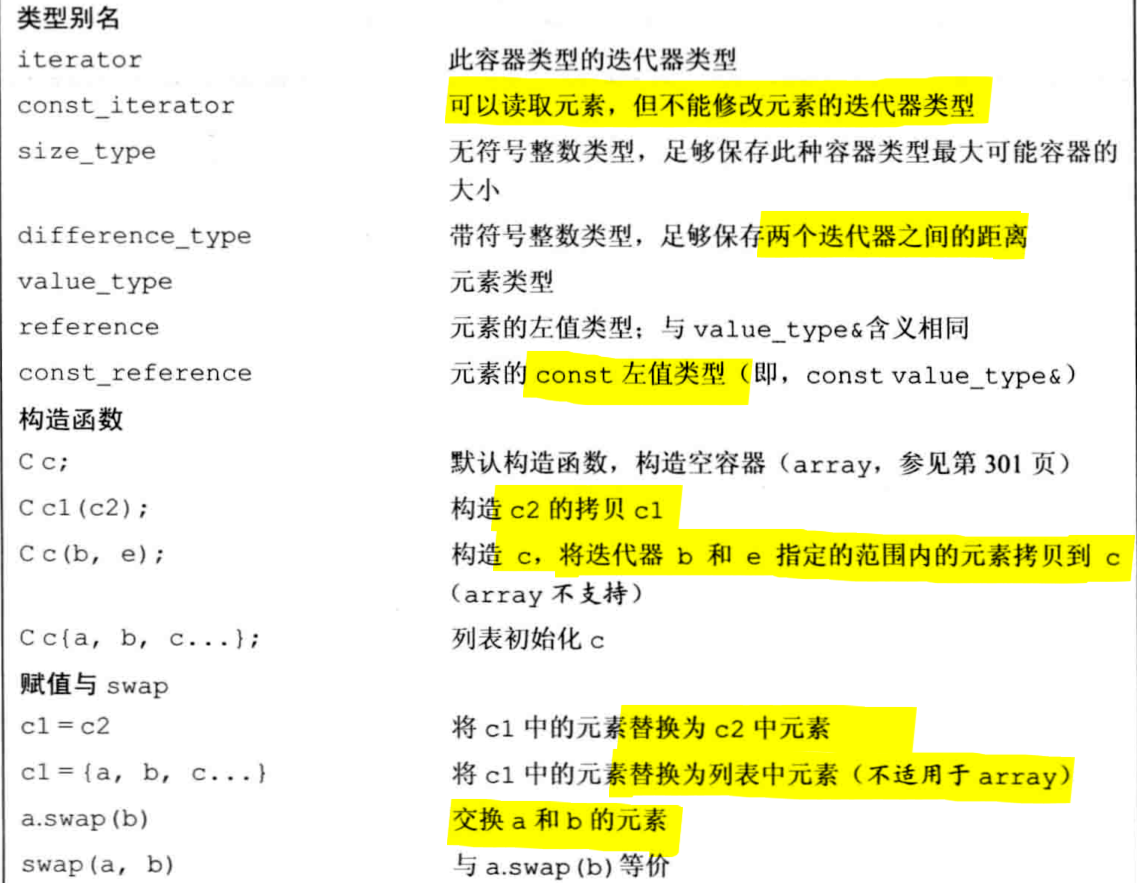 类型别名
iterator 此容器类型的迭代器类型
const_iterator 可以读取元素，但不能修改元素的迭代器类型
size_type 无符号整数类型，足够保存此种容器类型最大可能容器的
大小
difference_type 带符号整数类型，足够保存两个迭代器之间的距离
value_type 元素类型
reference 元素的左值类型；与 value_type&含义相同
const_reference 元素的 const 左值类型（即，const value_type&）
构造函数
C c; 默认构造函数，构造空容器（array，参见第 301 页）
C c1(c2); 构造 c2 的拷贝 c1
C c(b, e); 构造 c，将迭代器 b 和 e 指定的范围内的元素拷贝到 c
（array 不支持）
C c{a, b, c...}; 列表初始化 c
赋值与 swap
c1 = c2 将 c1 中的元素替换为 c2 中元素
c1 = {a, b, c...} 将 c1 中的元素替换为列表中元素（不适用于 array）
a.swap(b) 交换 a 和 b 的元素
swap(a, b) 与 a.swap(b)等价